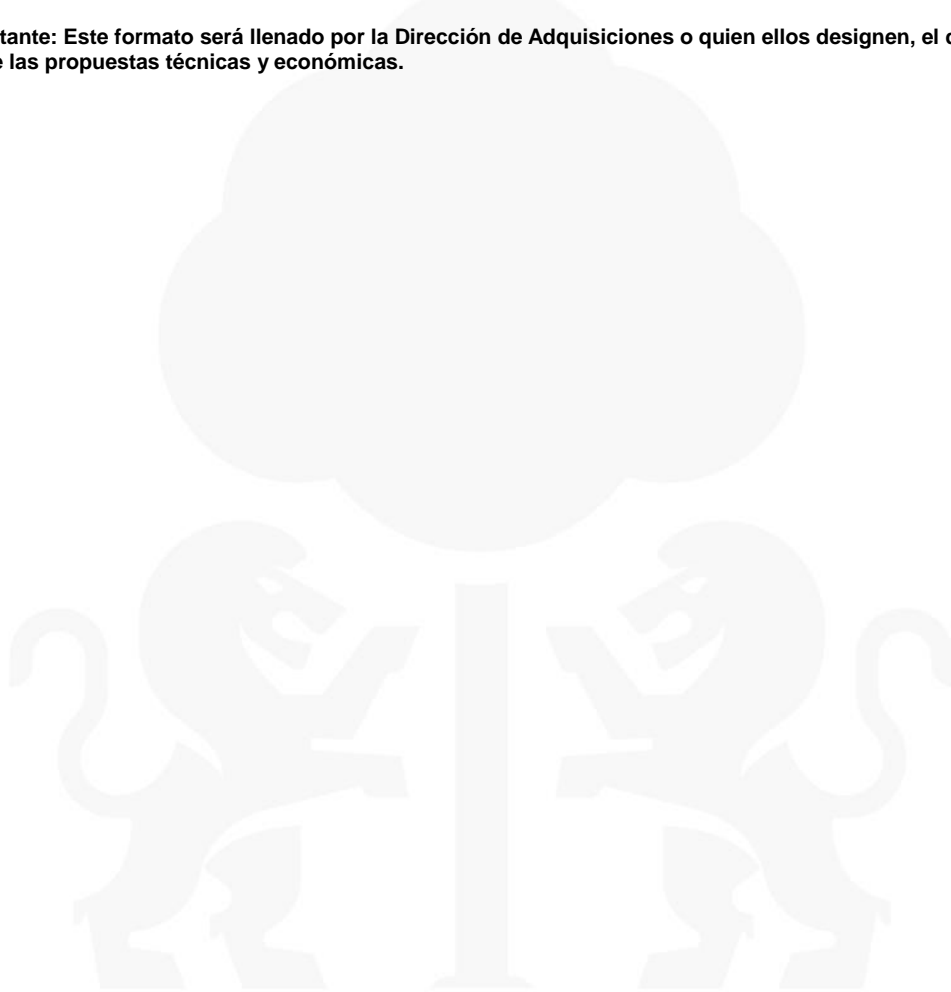 tante: Este formato será llenado por la Dirección de Adquisiciones o quien ellos designen, el
las propuestas técnicas y económicas.